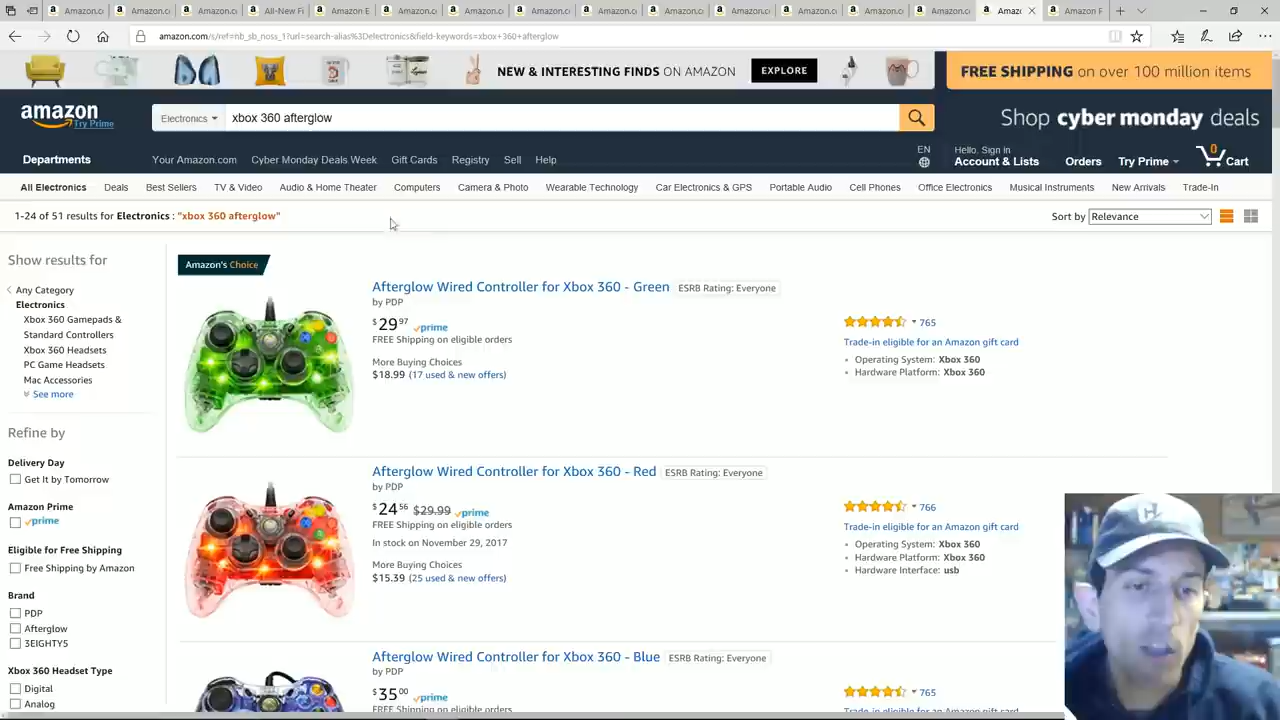 Amazon.co
Amazon.c
Amazon.c
All-New Fi
Amazon E
Amazon.c
Amazon.co
Amazon.c
Amazon.co
Amazon.c
Amazon.c
Amazon.co
Amazon.c
Amazon.co
Amazo
Amazon F
amazon.com/s/ref=nb_sb_noss_1?url=search-alias%3Delectronics&field-keywords=xbox+360+afterglow
NEW & INTERESTING FINDS ON AMAZON
EXPLORE
FREE SHIPPING on over 100 million items
amazon
Try Prime
Electronics
xbox 360 afterglow
Shop cyber monday deals
Departments
Your Amazon.com
Cyber Monday Deals Week
Gift Cards
Registry
Sell
Help
EN
Hello. Sign in
Account & Lists
Orders
Try Prime
0
Cart
All Electronics
Deals
Best Sellers
TV & Video
Audio & Home Theater
Computers
Camera & Photo
Wearable Technology
Car Electronics & GPS
Portable Audio
Cell Phones
Office Electronics
Musical Instruments
New Arrivals
Trade-In
1-24 of 51 results for Electronics : "xbox 360 afterglow"
Sort by
Relevance
Show results for
Any Category
Electronics
Xbox 360 Gamepads &
Standard Controllers
Xbox 360 Headsets
PC Game Headsets
Mac Accessories
See more
Refine by
Delivery Day
Get It by Tomorrow
Amazon Prime
prime
Eligible for Free Shipping
Free Shipping by Amazon
Brand
PDP
Afterglow
3EIGHTY5
Xbox 360 Headset Type
Digital
Analog
Amazon's Choice
Afterglow Wired Controller for Xbox 360 - Green
ESRB Rating: Everyone
by PDP
$29 97 prime
FREE Shipping on eligible orders
More Buying Choices
$18.99 (17 used & new offers)
765
Trade-in eligible for an Amazon gift card
Operating System: Xbox 360
Hardware Platform: Xbox 360
Afterglow Wired Controller for Xbox 360 - Red
ESRB Rating: Everyone
by PDP
$24 56 $29.99 prime
FREE Shipping on eligible orders
In stock on November 29, 2017
More Buying Choices
$15.39 (25 used & new offers)
766
Trade-in eligible for an Amazon gift card
Operating System: Xbox 360
Hardware Platform: Xbox 360
Hardware Interface: usb
Afterglow Wired Controller for Xbox 360 - Blue
ESRB Rating: Everyone
by PDP
$35 00 prime
FREE Shipping on eligible orders
765
Trade-in eligible for an Amazon gift card